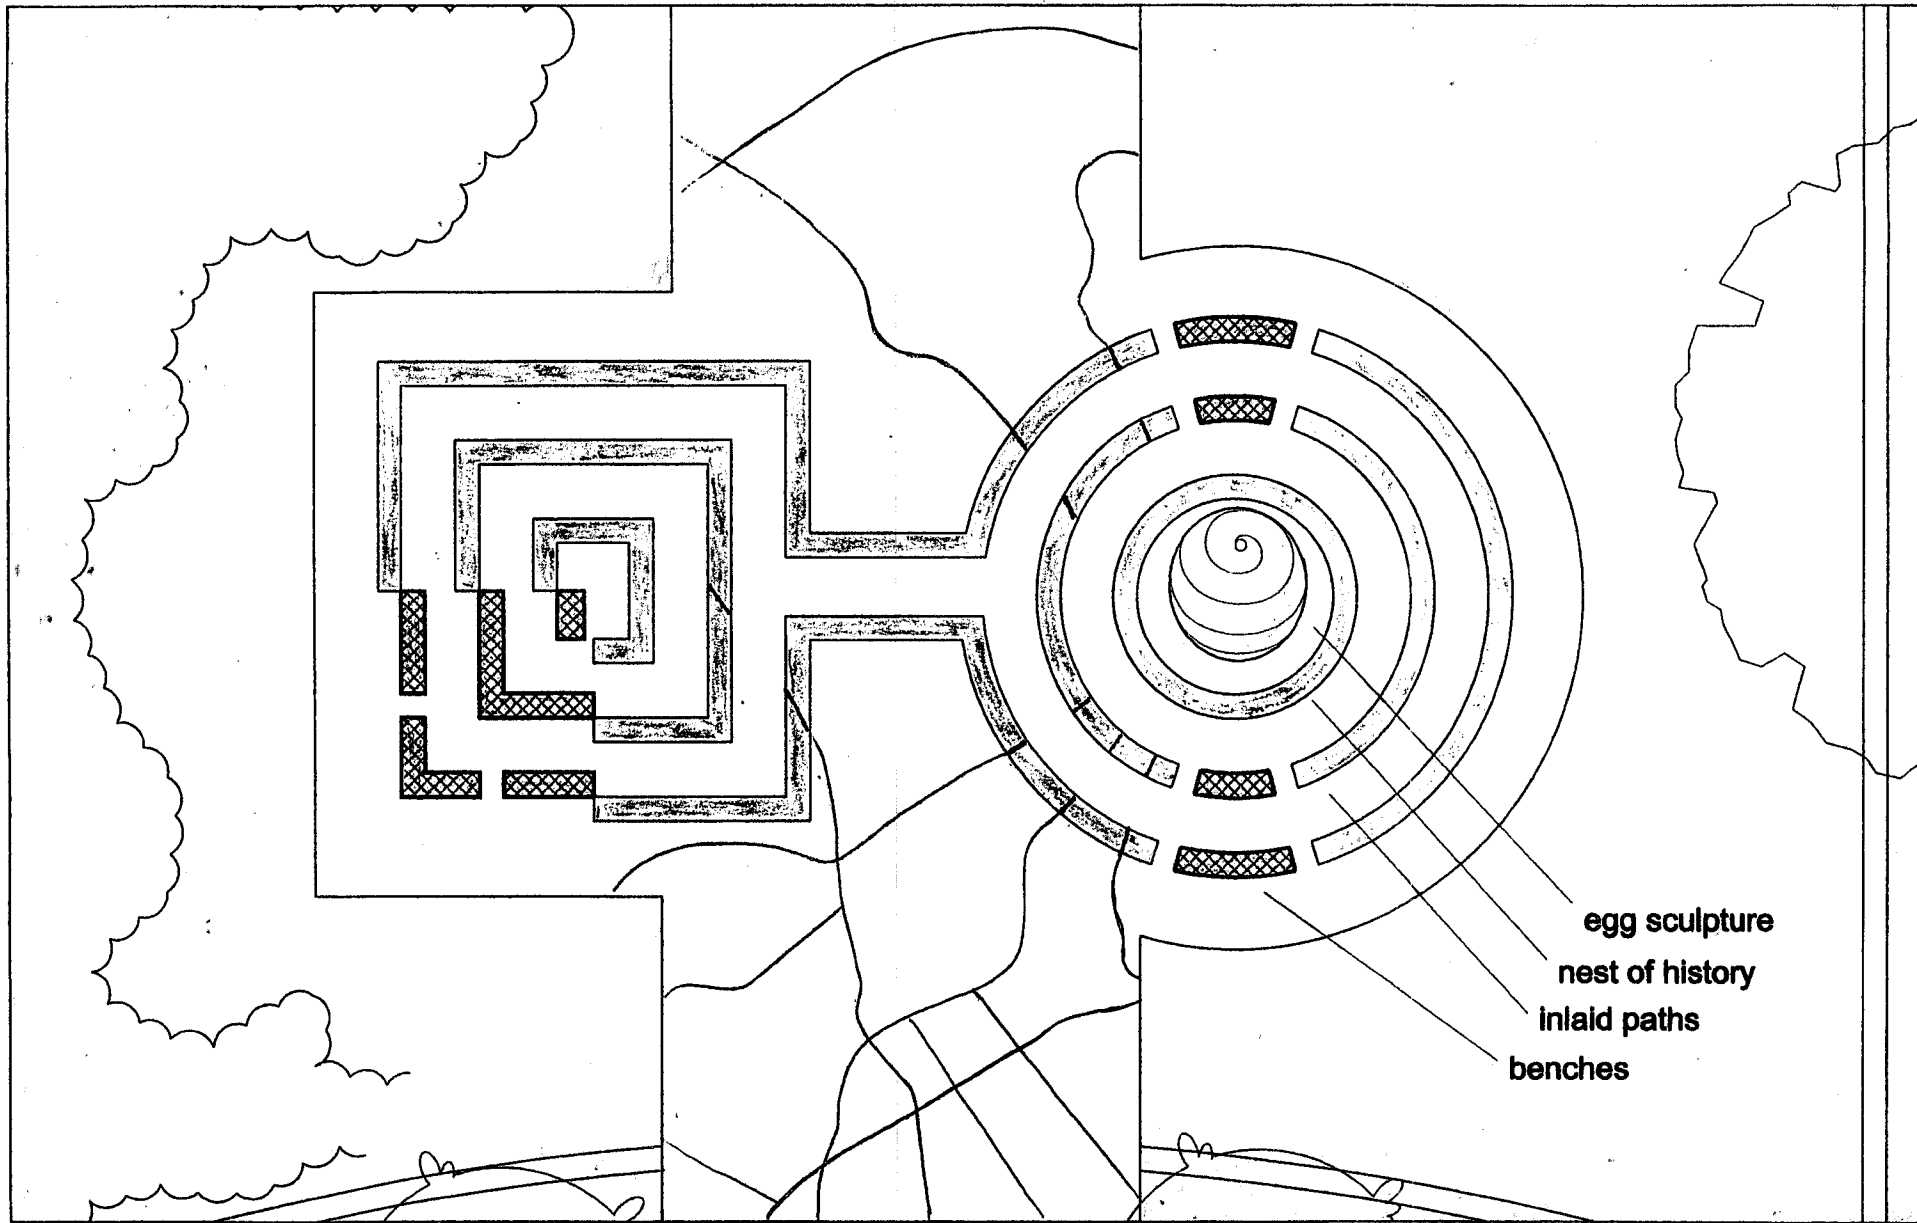 egg sculpture
nest of history
inlaid paths
benches